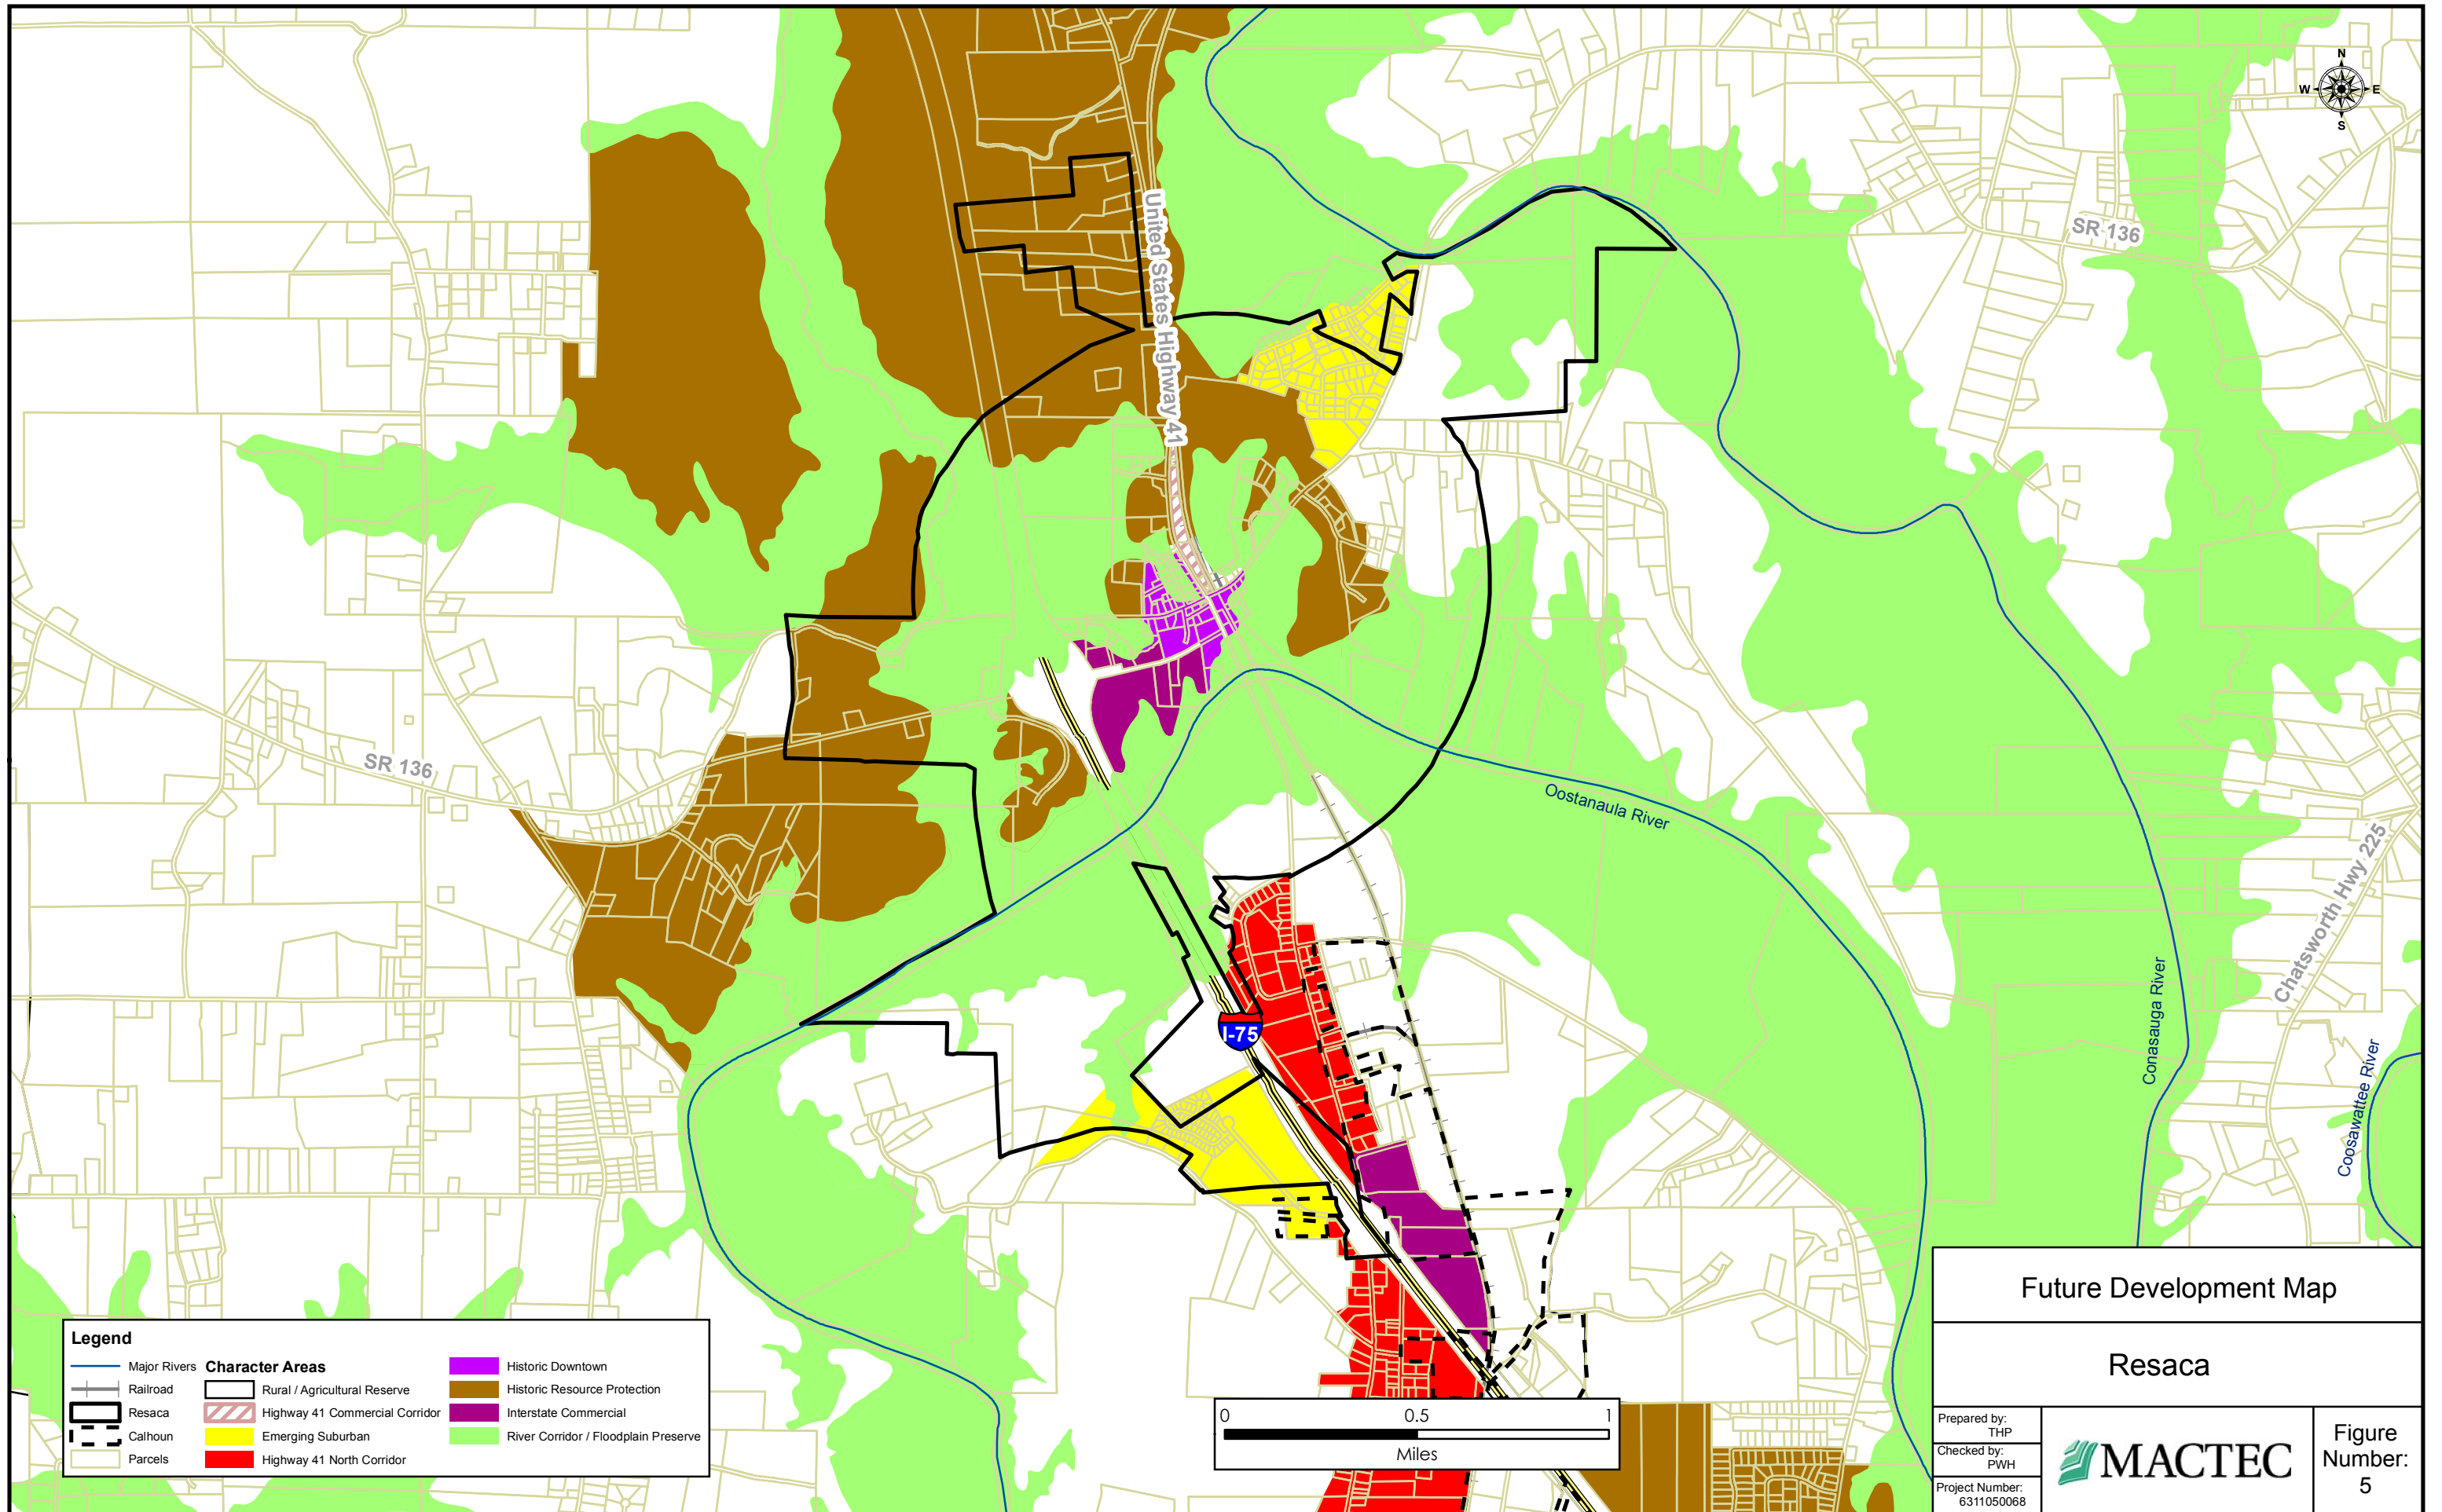 N
W
E
S
United States Highway 41
SR 136
SR 136
Oostanaula River
Chatsworth Hwy 225
Conasauga River
Coosawattee River
I-75
Legend
Major Rivers
Railroad
Resaca
Calhoun
Parcels
Character Areas
Rural / Agricultural Reserve
Highway 41 Commercial Corridor
Emerging Suburban
Highway 41 North Corridor
Historic Downtown
Historic Resource Protection
Interstate Commercial
River Corridor / Floodplain Preserve
0 0.5 1
Miles
Future Development Map
Resaca
Prepared by:
THP
Checked by:
PWH
Project Number:
6311050068
MACTEC
Figure
Number:
5